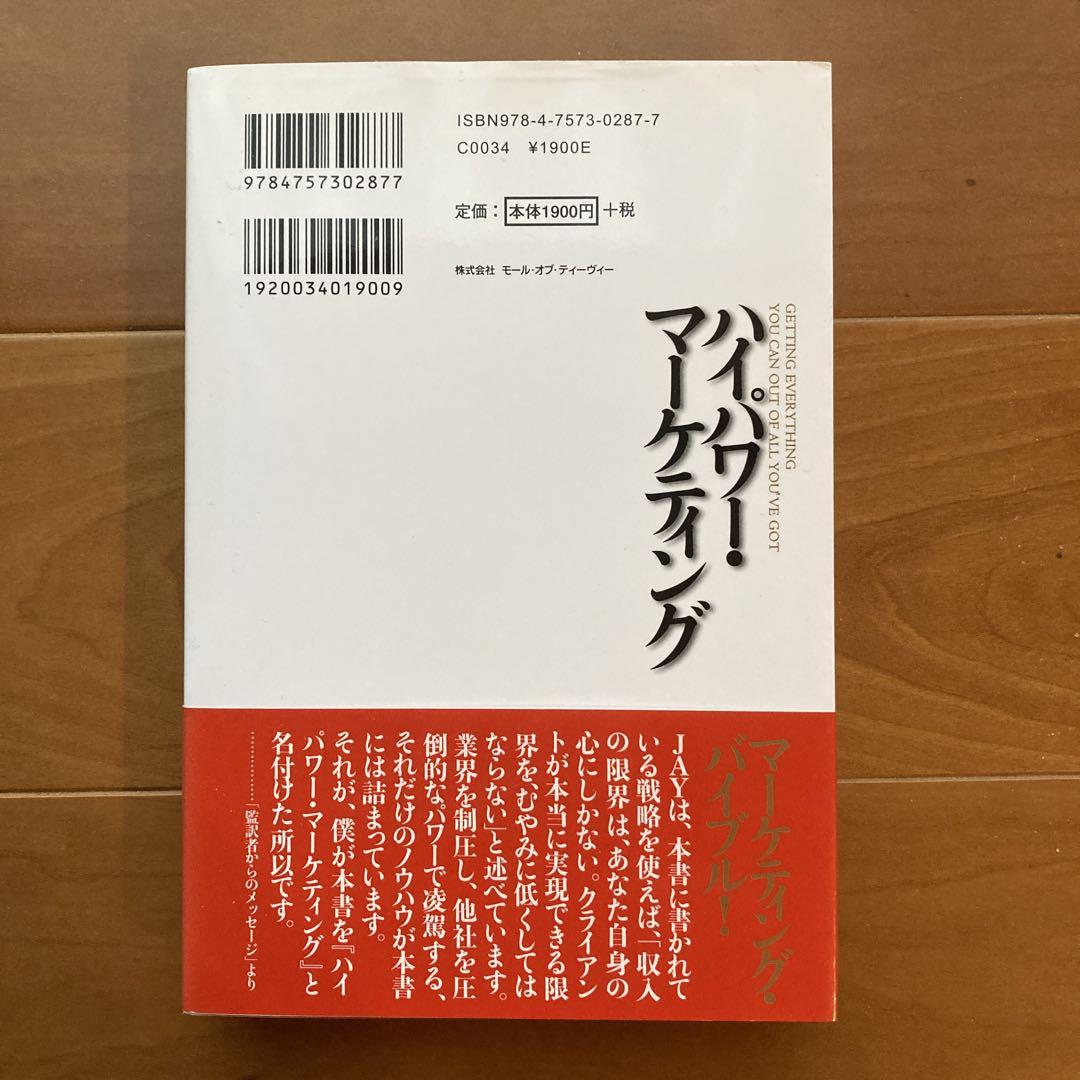 ISBN978-4-7573-0287-7
C0034 ¥1900E
9784757302877
定価：本体1900円+税
1920034019009
株式会社 モール・オブ・ティーヴィー
GETTING EVERYTHING
YOU CAN OUT OF ALL YOU'VE GOT
ハイパワー・
マーケティング
マーケティング・
バイブル！
JAYは、本書に書かれて
いる戦略を使えば、「収入
の限界は、あなた自身の
心にしかない。クライアン
トが本当に実現できる限
界を、むやみに低くしては
ならない」と述べています。
業界を制圧し、他社を圧
倒的なパワーで凌駕する、
それだけのノウハウが本書
には詰まっています。
それが、僕が本書を『ハイ
パワー・マーケティング』と
名付けた所以です。
…………「監訳者からのメッセージ」より